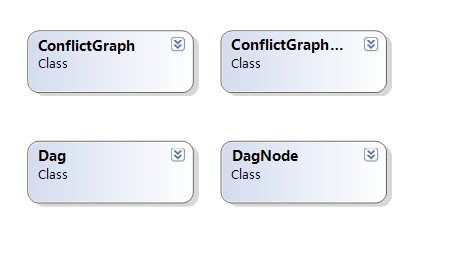 ConflictGraph
Class
ConflictGraph...
Class
Dag
Class
DagNode
Class